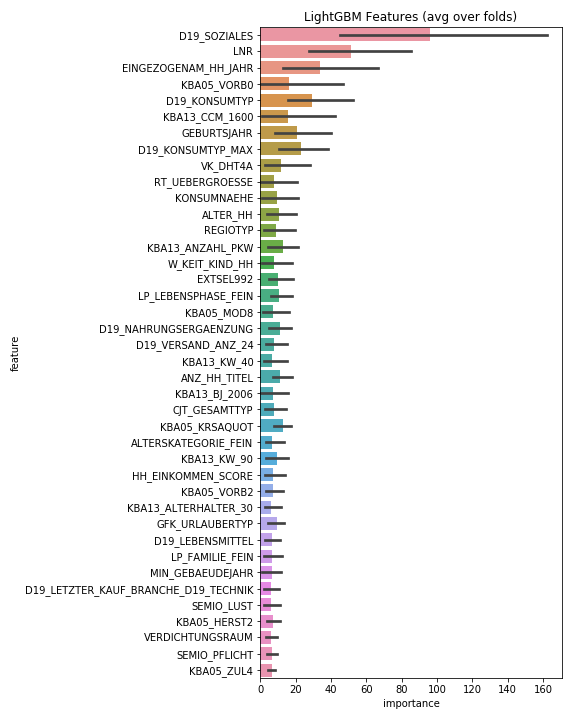 LightGBM Features (avg over folds)
D19_SOZIALES
LNR
EINGEZOGENAM_HH_JAHR
KBA05_VORB0
D19_KONSUMTYP
KBA13_CCM_1600
GEBURTSJAHR
D19_KONSUMTYP_MAX
VK_DHT4A
RT_UEBERGROESSE
KONSUMNAEHE
ALTER_HH
REGIOTYP
KBA13_ANZAHL_PKW
W_KEIT_KIND_HH
EXTSEL992
LP_LEBENSPHASE_FEIN
KBA05_MOD8
D19_NAHRUNGSERGAENZUNG
D19_VERSAND_ANZ_24
KBA13_KW_40
ANZ_HH_TITEL
KBA13_BJ_2006
CJT_GESAMTTYP
KBA05_KRSAQUOT
ALTERSKATEGORIE_FEIN
KBA13_KW_90
HH_EINKOMMEN_SCORE
KBA05_VORB2
KBA13_ALTERHALTER_30
GFK_URLAUBERTYP
D19_LEBENSMITTEL
LP_FAMILIE_FEIN
MIN_GEBAEUDEJAHR
D19_LETZTER_KAUF_BRANCHE_D19_TECHNIK
SEMIO_LUST
KBA05_HERST2
VERDICHTUNGSRAUM
SEMIO_PFLICHT
KBA05_ZUL4
feature
0 20 40 60 80 100 120 140 160
importance